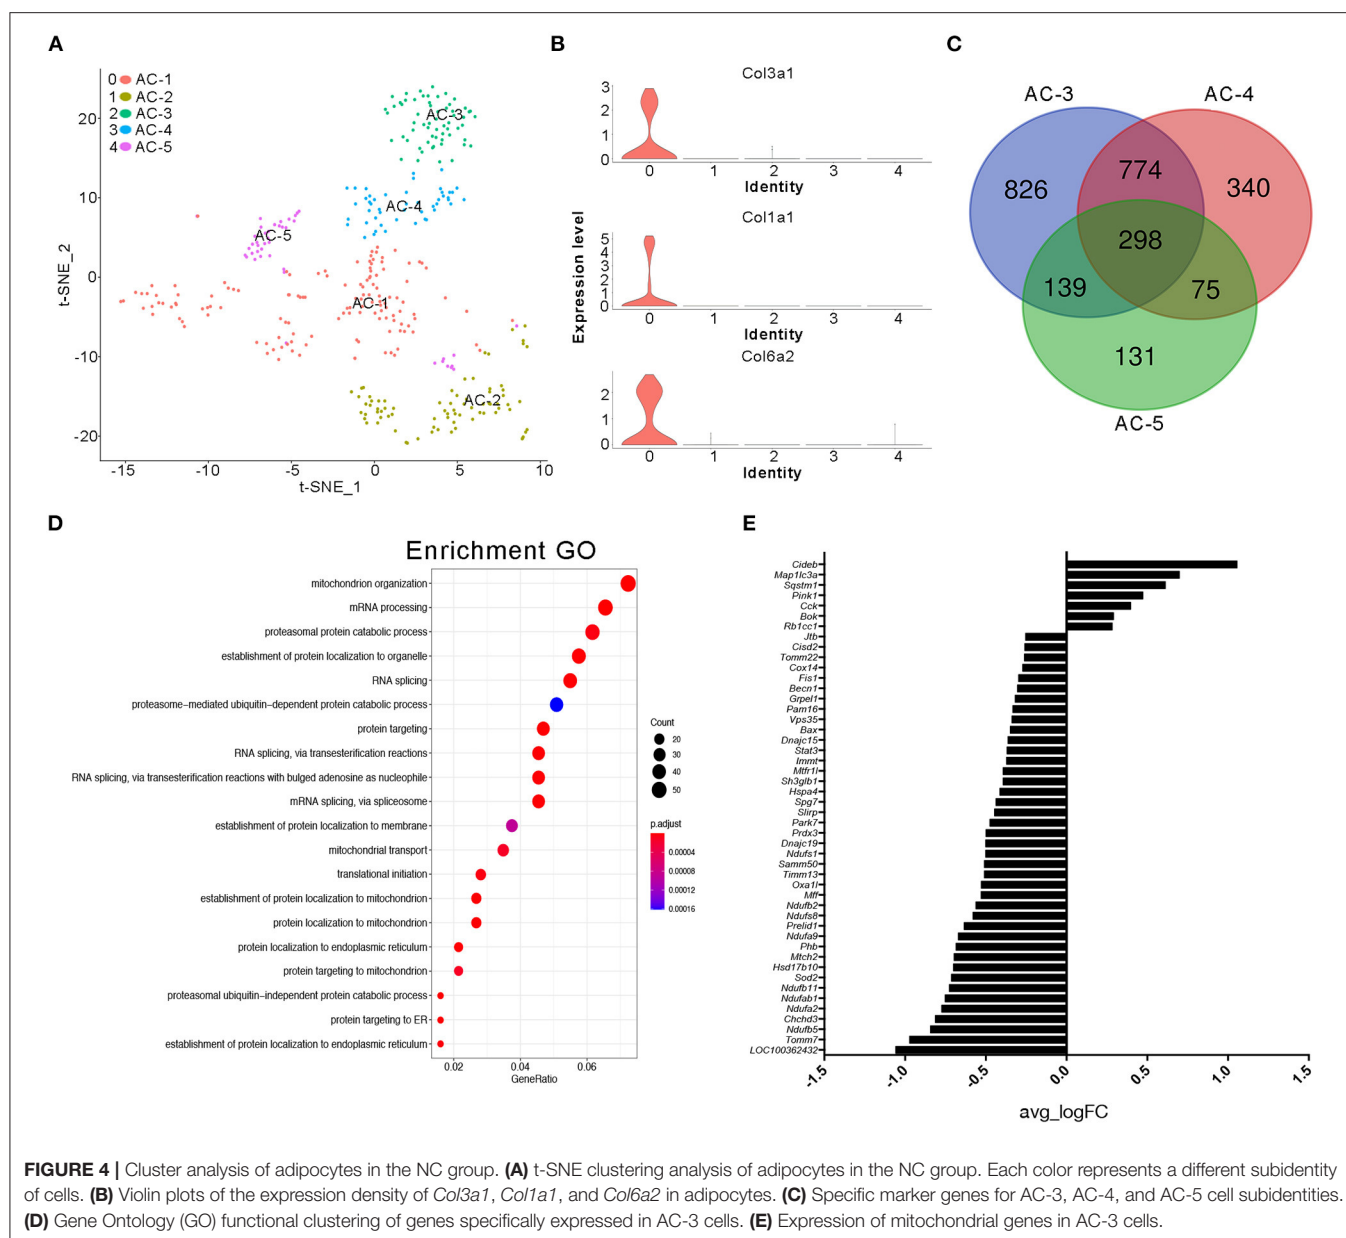 A
0 AC-1
1 AC-2
2 AC-3
3 AC-4
4 AC-5
AC-3
AC-4
AC-5
AC-1
AC-2
20
10
0
-10
-20
t-SNE_2
-15 -10 -5 0 5 10
t-SNE_1
B
Expression level
Col3a1
3
2
1
0
0 1 2 3 4
Identity
Col1a1
5
4
3
2
1
0
0 1 2 3 4
Identity
Col6a2
2
1
0
0 1 2 3 4
Identity
C
AC-3 AC-4
826 774 340
298
139 75
131
AC-5
D
Enrichment GO
mitochondrion organization
mRNA processing
proteasomal protein catabolic process
establishment of protein localization to organelle
RNA splicing
proteasome−mediated ubiquitin−dependent protein catabolic process
protein targeting
RNA splicing, via transesterification reactions
RNA splicing, via transesterification reactions with bulged adenosine as nucleophile
mRNA splicing, via spliceosome
establishment of protein localization to membrane
mitochondrial transport
translational initiation
establishment of protein localization to mitochondrion
protein localization to mitochondrion
protein localization to endoplasmic reticulum
protein targeting to mitochondrion
proteasomal ubiquitin−independent protein catabolic process
protein targeting to ER
establishment of protein localization to endoplasmic reticulum
0.02 0.04 0.06
GeneRatio
Count
20
30
40
50
p.adjust
0.00004
0.00008
0.00012
0.00016
E
Cideb
Map1lc3a
Sqstm1
Pink1
Cck
Bok
Rb1cc1
Jtb
Cisd2
Tomm22
Cox14
Fis1
Becn1
Grpel1
Pam16
Vps35
Bax
Dnajc15
Stat3
Immt
Mtfr1l
Sh3glb1
Hspa4
Spg7
Slirp
Park7
Prdx3
Dnajc19
Ndufs1
Samm50
Timm13
Oxa1l
Mff
Ndufb2
Ndufs8
Prelid1
Ndufa9
Phb
Mtch2
Hsd17b10
Sod2
Ndufb11
Ndufab1
Ndufa2
Chchd3
Ndufb5
Tomm7
LOC100362432
-1.5 -1.0 -0.5 0.0 0.5 1.0 1.5
avg_logFC
FIGURE 4 | Cluster analysis of adipocytes in the NC group. (A) t-SNE clustering analysis of adipocytes in the NC group. Each color represents a different subidentity
of cells. (B) Violin plots of the expression density of Col3a1, Col1a1, and Col6a2 in adipocytes. (C) Specific marker genes for AC-3, AC-4, and AC-5 cell subidentities.
(D) Gene Ontology (GO) functional clustering of genes specifically expressed in AC-3 cells. (E) Expression of mitochondrial genes in AC-3 cells.